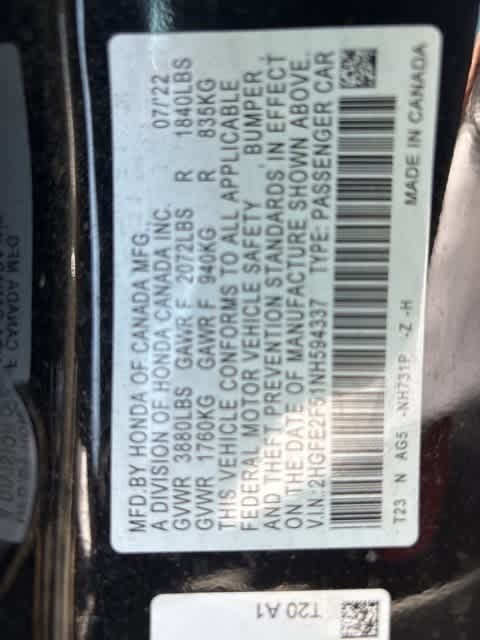 MFD.BY HONDA OF CANADA MFG. 07/'22
A DIVISION OF HONDA CANADA INC.
GVWR 3880LBS GAWR F 2072LBS R 1840LBS
GVWR 1760KG GAWR F 940KG R 835KG
THIS VEHICLE CONFORMS TO ALL APPLICABLE
FEDERAL MOTOR VEHICLE SAFETY, BUMPER,
AND THEFT PREVENTION STANDARDS IN EFFECT
ON THE DATE OF MANUFACTURE SHOWN ABOVE.
V.I.N.: TYPE: PASSENGER CAR
T23 N AG5 -NH731P -Z -H MADE IN CANADA
T20 A1